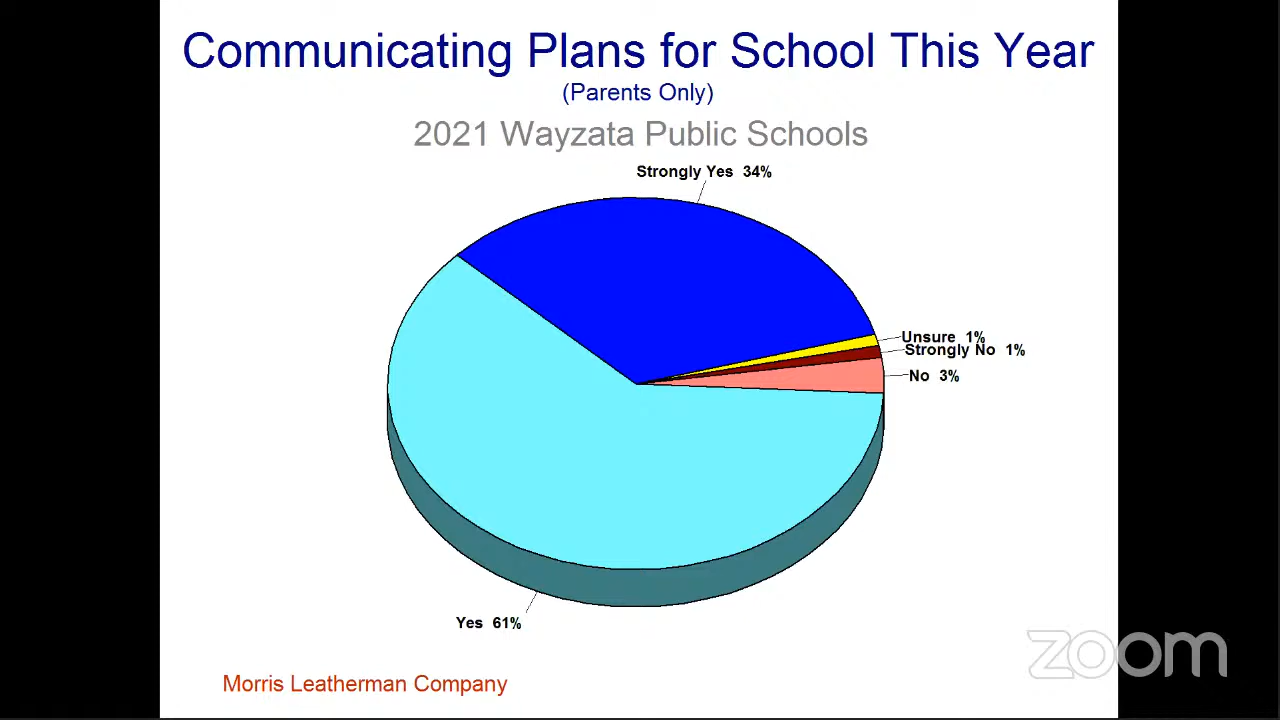 Communicating Plans for School This Year
(Parents Only)
2021 Wayzata Public Schools
Strongly Yes 34%
Unsure 1%
Strongly No 1%
No 3%
Yes 61%
zoom
Morris Leatherman Company